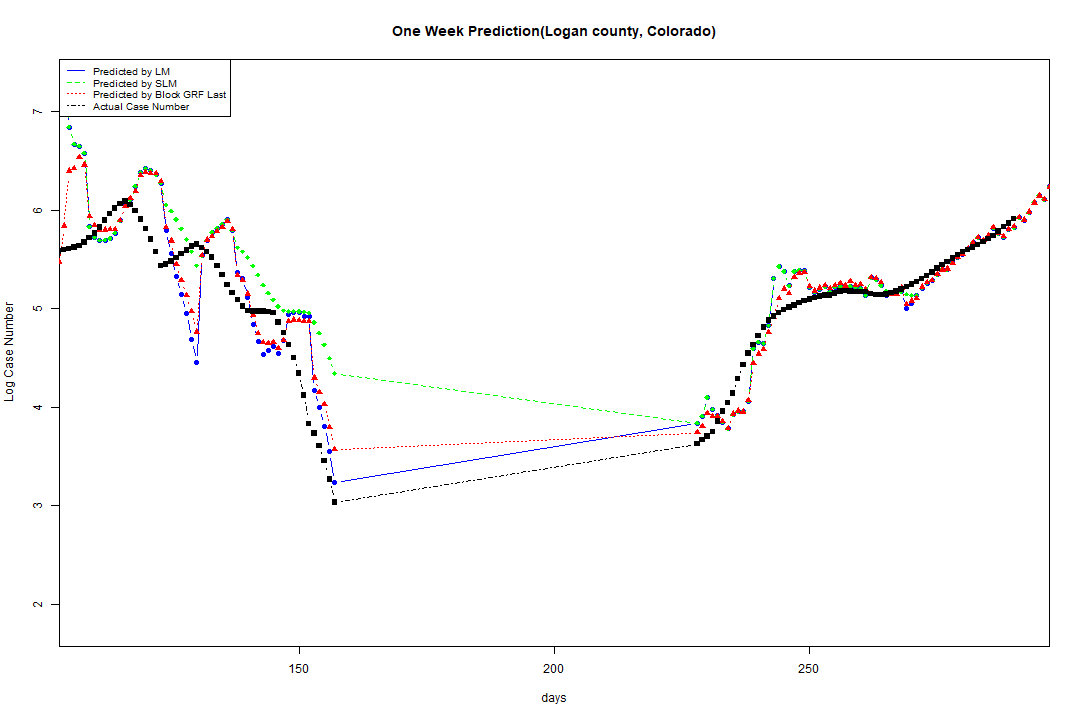 One Week Prediction(Logan county, Colorado)
Predicted by LM
Predicted by SLM
Predicted by Block GRF Last
Actual Case Number
7
6
5
4
3
2
Log Case Number
150
200
250
days